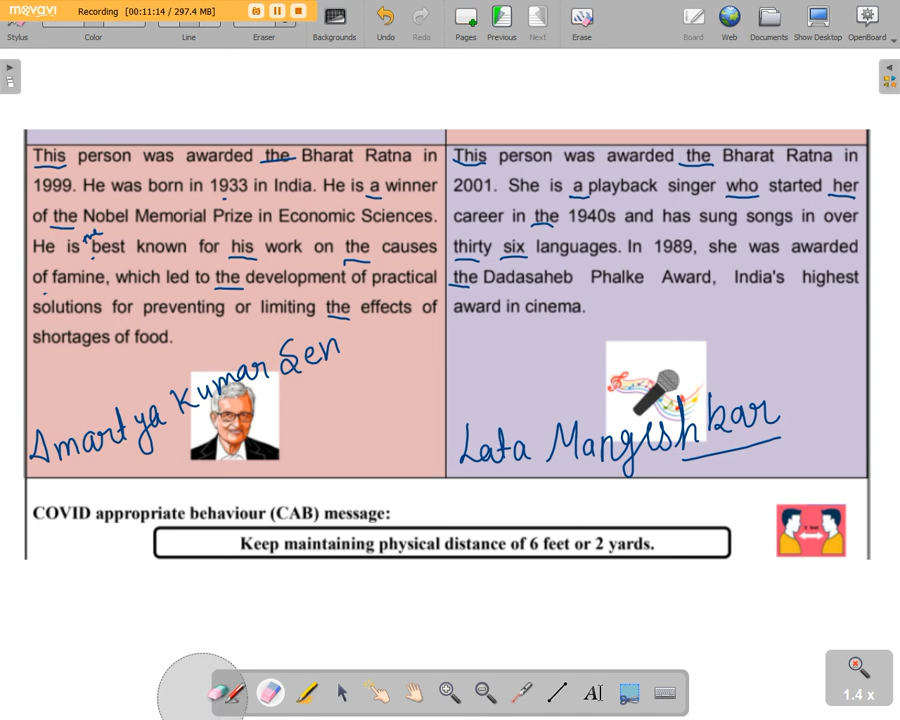 movavi
Recording [00:11:14 / 297.4 MB]
Stylus Color Line Eraser Backgrounds Undo Redo Pages Previous Next Erase Board Web Documents Show Desktop OpenBoard
This person was awarded the Bharat Ratna in
1999. He was born in 1933 in India. He is a winner
of the Nobel Memorial Prize in Economic Sciences.
He is best known for his work on the causes
of famine, which led to the development of practical
solutions for preventing or limiting the effects of
shortages of food.
Amartya Kumar Sen
This person was awarded the Bharat Ratna in
2001. She is a playback singer who started her
career in the 1940s and has sung songs in over
thirty six languages. In 1989, she was awarded
the Dadasaheb Phalke Award, India's highest
award in cinema.
Lata Mangeshkar
COVID appropriate behaviour (CAB) message:
Keep maintaining physical distance of 6 feet or 2 yards.
1.4 x